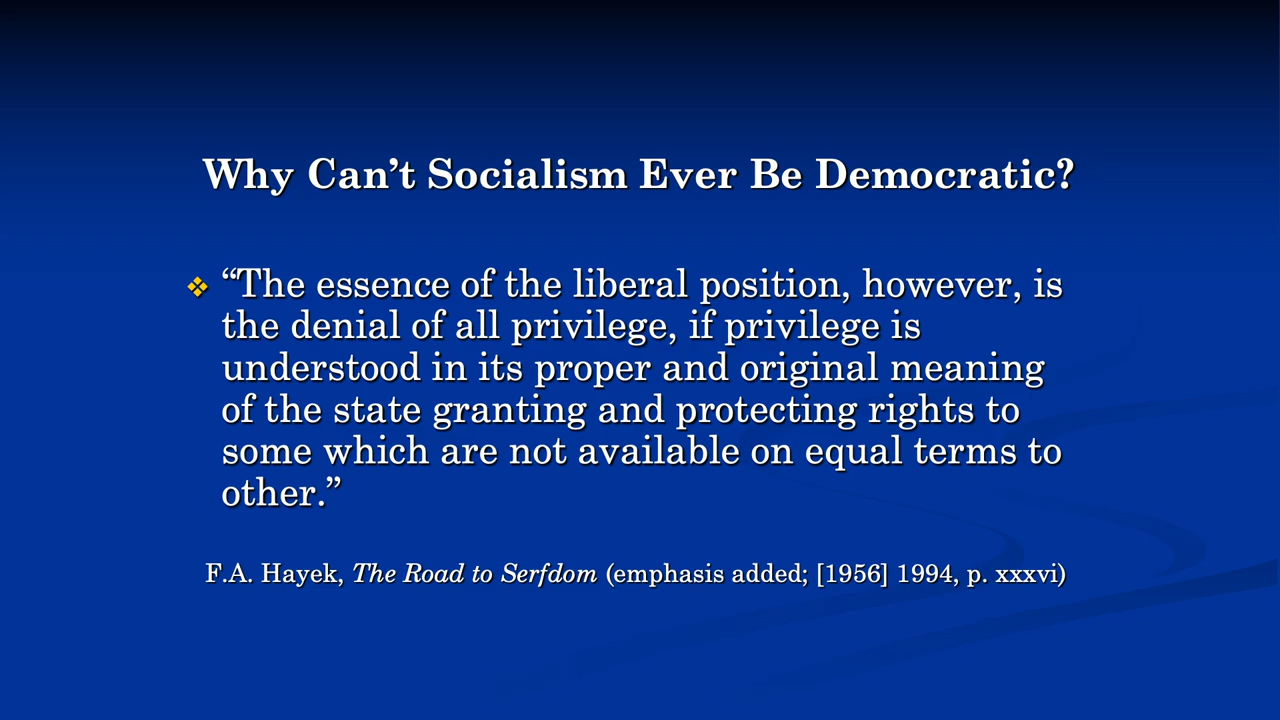 Why Can’t Socialism Ever Be Democratic?
❖ “The essence of the liberal position, however, is
the denial of all privilege, if privilege is
understood in its proper and original meaning
of the state granting and protecting rights to
some which are not available on equal terms to
other.”
F.A. Hayek, The Road to Serfdom (emphasis added; [1956] 1994, p. xxxvi)